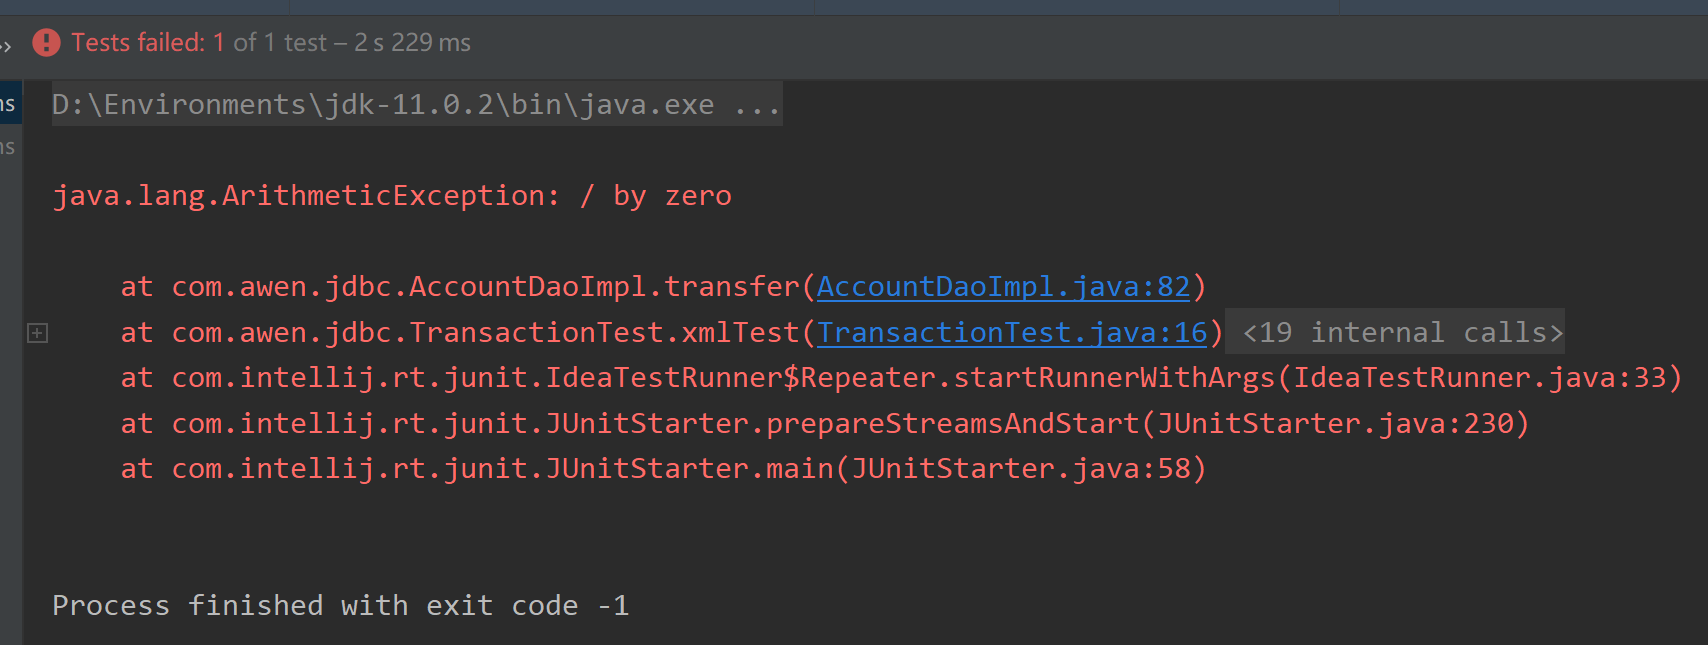 Tests failed: 1 of 1 test – 2 s 229 ms
D:\Environments\jdk-11.0.2\bin\java.exe ...
java.lang.ArithmeticException: / by zero
at com.awen.jdbc.AccountDaoImpl.transfer(AccountDaoImpl.java:82)
at com.awen.jdbc.TransactionTest.xmlTest(TransactionTest.java:16) <19 internal calls>
at com.intellij.rt.junit.IdeaTestRunner$Repeater.startRunnerWithArgs(IdeaTestRunner.java:33)
at com.intellij.rt.junit.JUnitStarter.prepareStreamsAndStart(JUnitStarter.java:230)
at com.intellij.rt.junit.JUnitStarter.main(JUnitStarter.java:58)
Process finished with exit code -1